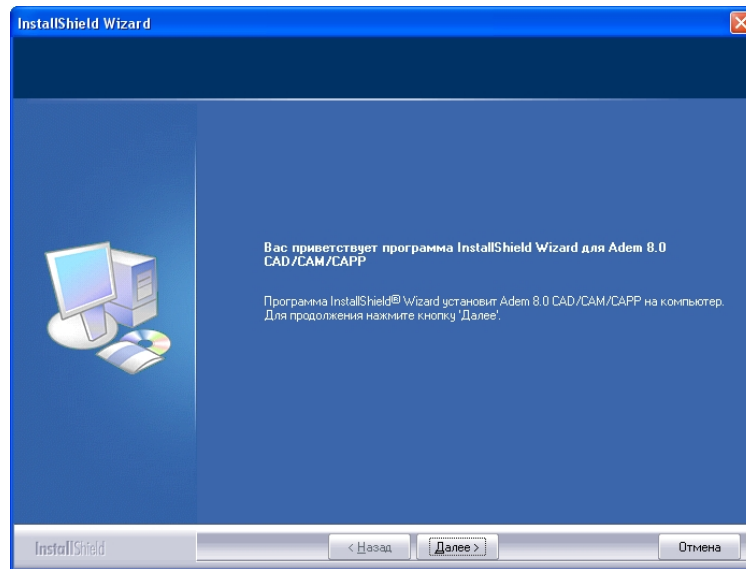 InstallShield Wizard
Вас приветствует программа InstallShield Wizard для Adem 8.0
CAD/CAM/CAPP
Программа InstallShield® Wizard установит Adem 8.0 CAD/CAM/CAPP на компьютер.
Для продолжения нажмите кнопку 'Далее'.
InstallShield
< Назад
Далее >
Отмена